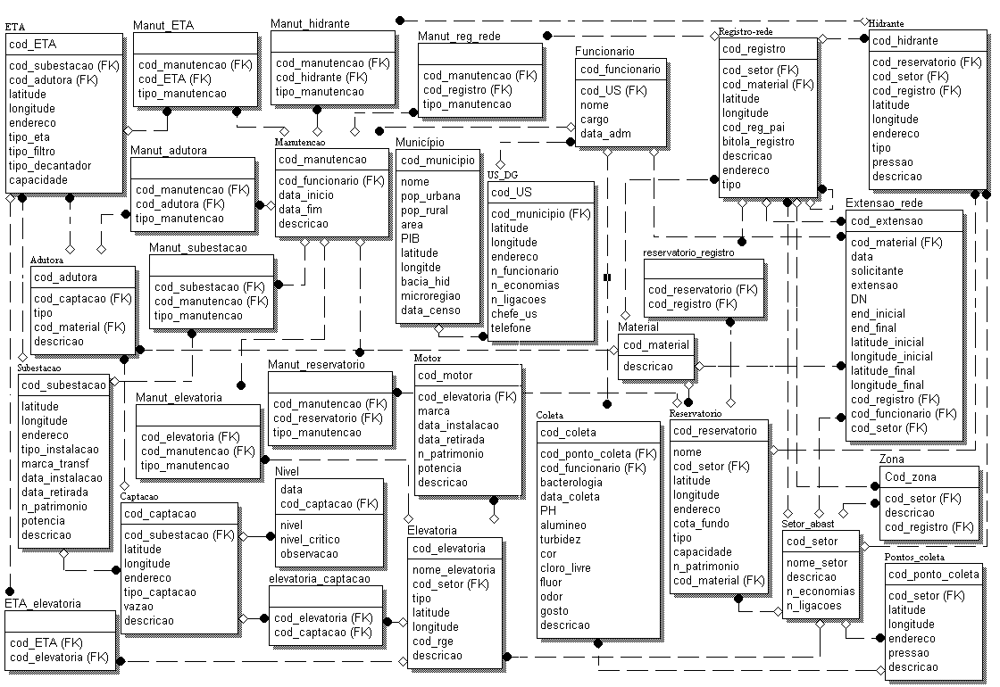 ETA
cod_ETA
cod_subestacao (FK)
cod_adutora (FK)
latitude
longitude
endereco
tipo_eta
tipo_filtro
tipo_decantador
capacidade
Manut_ETA
cod_manutencao (FK)
cod_ETA (FK)
tipo_manutencao
Manut_hidrante
cod_manutencao (FK)
cod_hidrante (FK)
tipo_manutencao
Manut_reg_rede
cod_manutencao (FK)
cod_registro (FK)
tipo_manutencao
Funcionario
cod_funcionario
cod_US (FK)
nome
cargo
data_adm
Registro-rede
cod_registro
cod_setor (FK)
cod_material (FK)
latitude
longitude
cod_reg_pai
bitola_registro
descricao
endereco
tipo
Hidrante
cod_hidrante
cod_reservatorio (FK)
cod_setor (FK)
cod_registro (FK)
latitude
longitude
endereco
tipo
pressao
descricao
Manut_adutora
cod_manutencao (FK)
cod_adutora (FK)
tipo_manutencao
Manutencao
cod_manutencao
cod_funcionario (FK)
data_inicio
data_fim
descricao
Município
cod_municipio
nome
pop_urbana
pop_rural
area
PIB
latitude
longitde
bacia_hid
microregiao
data_censo
US_DG
cod_US
cod_municipio (FK)
latitude
longitude
endereco
n_funcionario
n_economias
n_ligacoes
chefe_us
telefone
Extensao_rede
cod_extensao
cod_material (FK)
data
solicitante
extensao
DN
end_inicial
end_final
latitude_inicial
longitude_inicial
latitude_final
longitude_final
cod_registro (FK)
cod_funcionario (FK)
cod_setor (FK)
Manut_subestacao
cod_subestacao (FK)
cod_manutencao (FK)
tipo_manutencao
reservatorio_registro
cod_reservatorio (FK)
cod_registro (FK)
Adutora
cod_adutora
cod_captacao (FK)
tipo
cod_material (FK)
descricao
Material
cod_material
descricao
Subestacao
cod_subestacao
latitude
longitude
endereco
tipo_instalacao
marca_transf
data_instalacao
data_retirada
n_patrimonio
potencia
descricao
Manut_elevatoria
cod_elevatoria (FK)
cod_manutencao (FK)
tipo_manutencao
Manut_reservatorio
cod_manutencao (FK)
cod_reservatorio (FK)
tipo_manutencao
Motor
cod_motor
cod_elevatoria (FK)
marca
data_instalacao
data_retirada
n_patrimonio
potencia
descricao
Coleta
cod_coleta
cod_ponto_coleta (FK)
cod_funcionario (FK)
bacterologia
data_coleta
PH
alumineo
turbidez
cor
cloro_livre
fluor
odor
gosto
descricao
Reservatorio
cod_reservatorio
nome
cod_setor (FK)
latitude
longitude
endereco
cota_fundo
tipo
capacidade
n_patrimonio
cod_material (FK)
Zona
Cod_zona
cod_setor (FK)
descricao
cod_registro (FK)
Nivel
data
cod_captacao (FK)
nivel
nivel_critico
observacao
Captacao
cod_captacao
cod_subestacao (FK)
latitude
longitude
endereco
tipo_captacao
vazao
descricao
Elevatoria
cod_elevatoria
nome_elevatoria
cod_setor (FK)
tipo
latitude
longitude
cod_rge
descricao
Setor_abast
cod_setor
nome_setor
descricao
n_economias
n_ligacoes
Pontos_coleta
cod_ponto_coleta
cod_setor (FK)
latitude
longitude
endereco
pressao
descricao
elevatoria_captacao
cod_elevatoria (FK)
cod_captacao (FK)
ETA_elevatoria
cod_ETA (FK)
cod_elevatoria (FK)